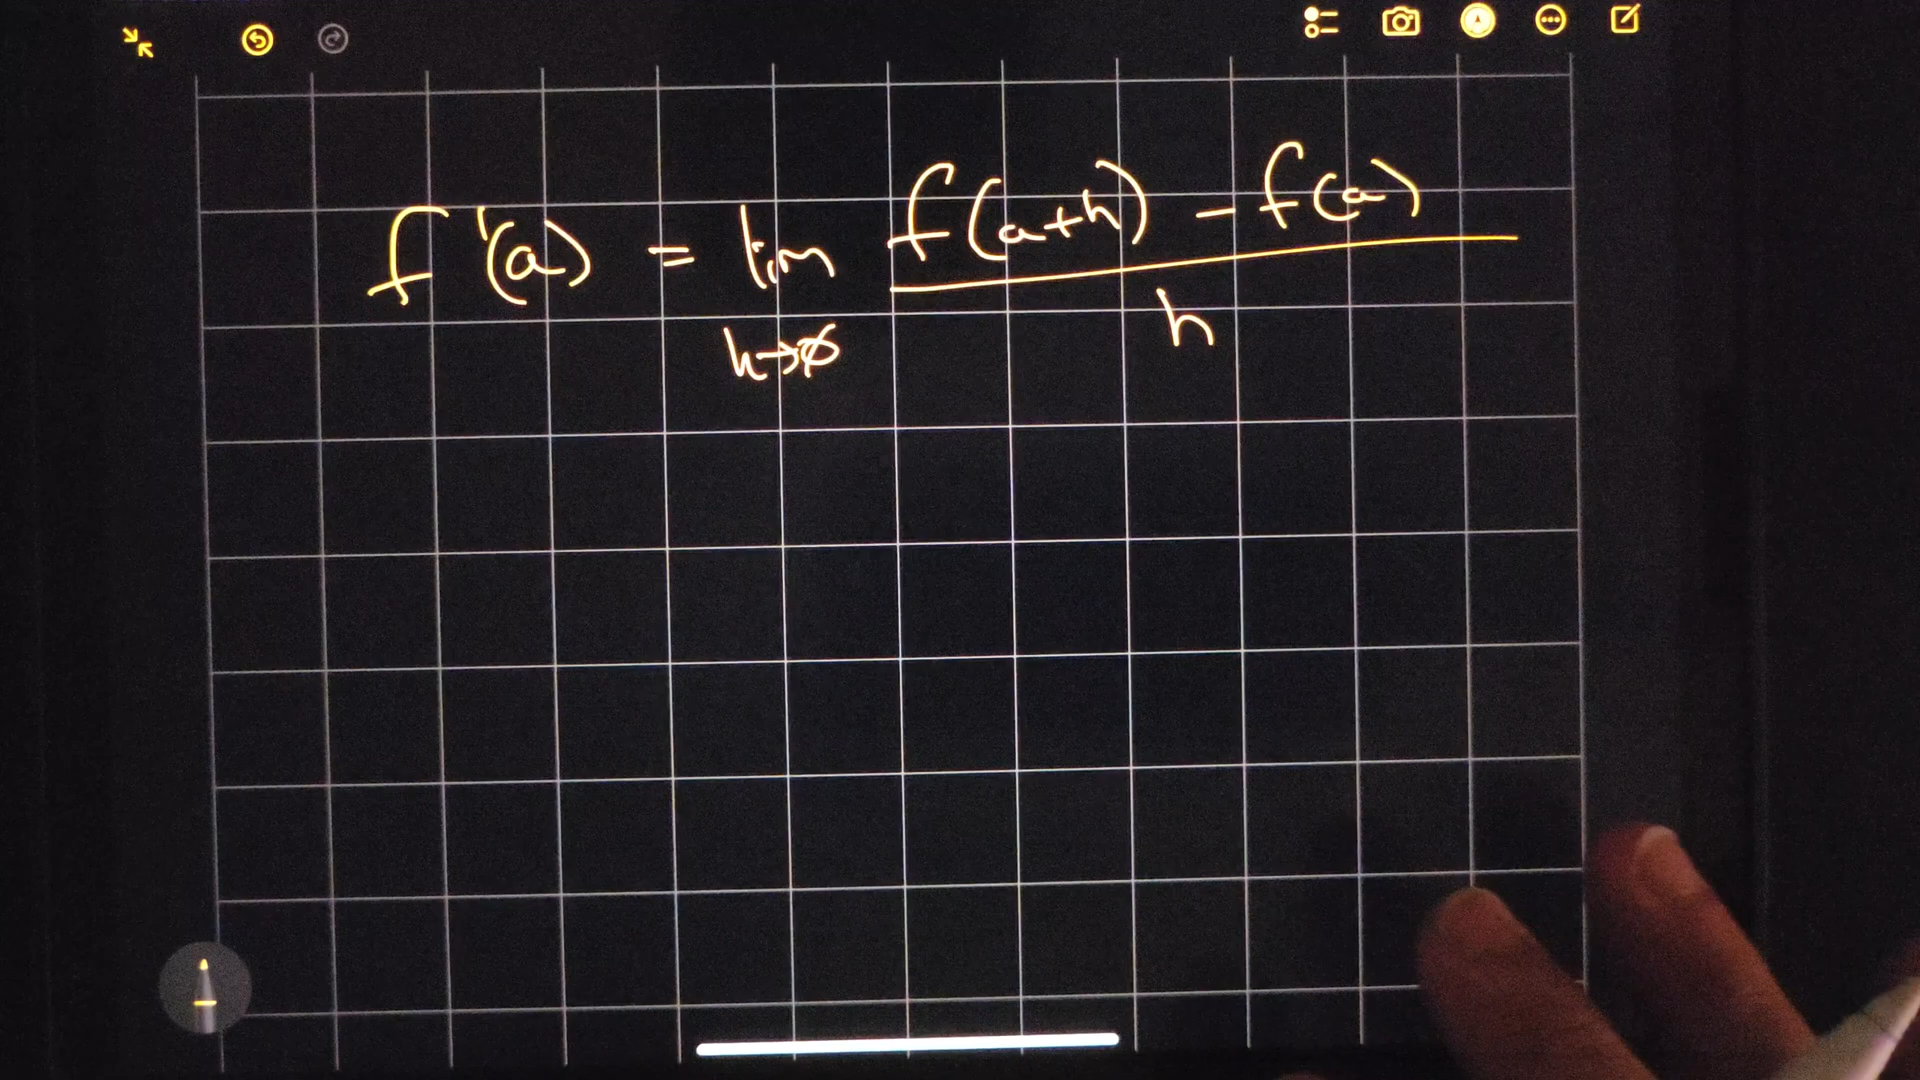 f'(a) = lim f(a+h) - f(a)
h→0 h